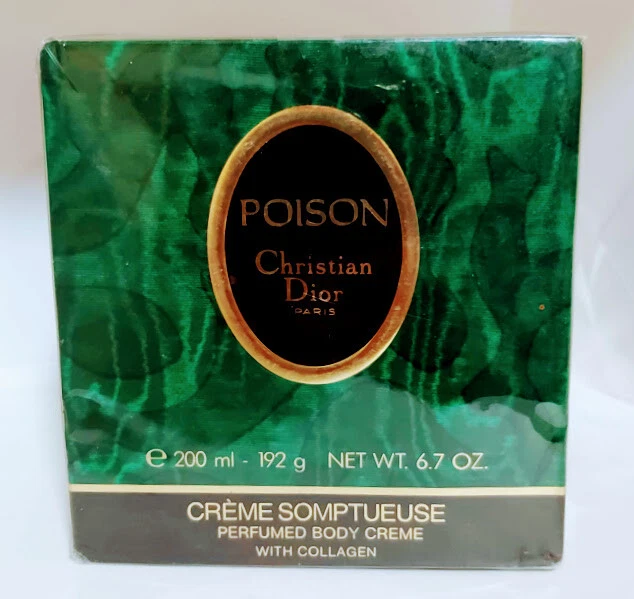 POISON
Christian
Dior
PARIS
e 200 ml - 192 g NET WT. 6.7 OZ.
CRÈME SOMPTUEUSE
PERFUMED BODY CREME
WITH COLLAGEN